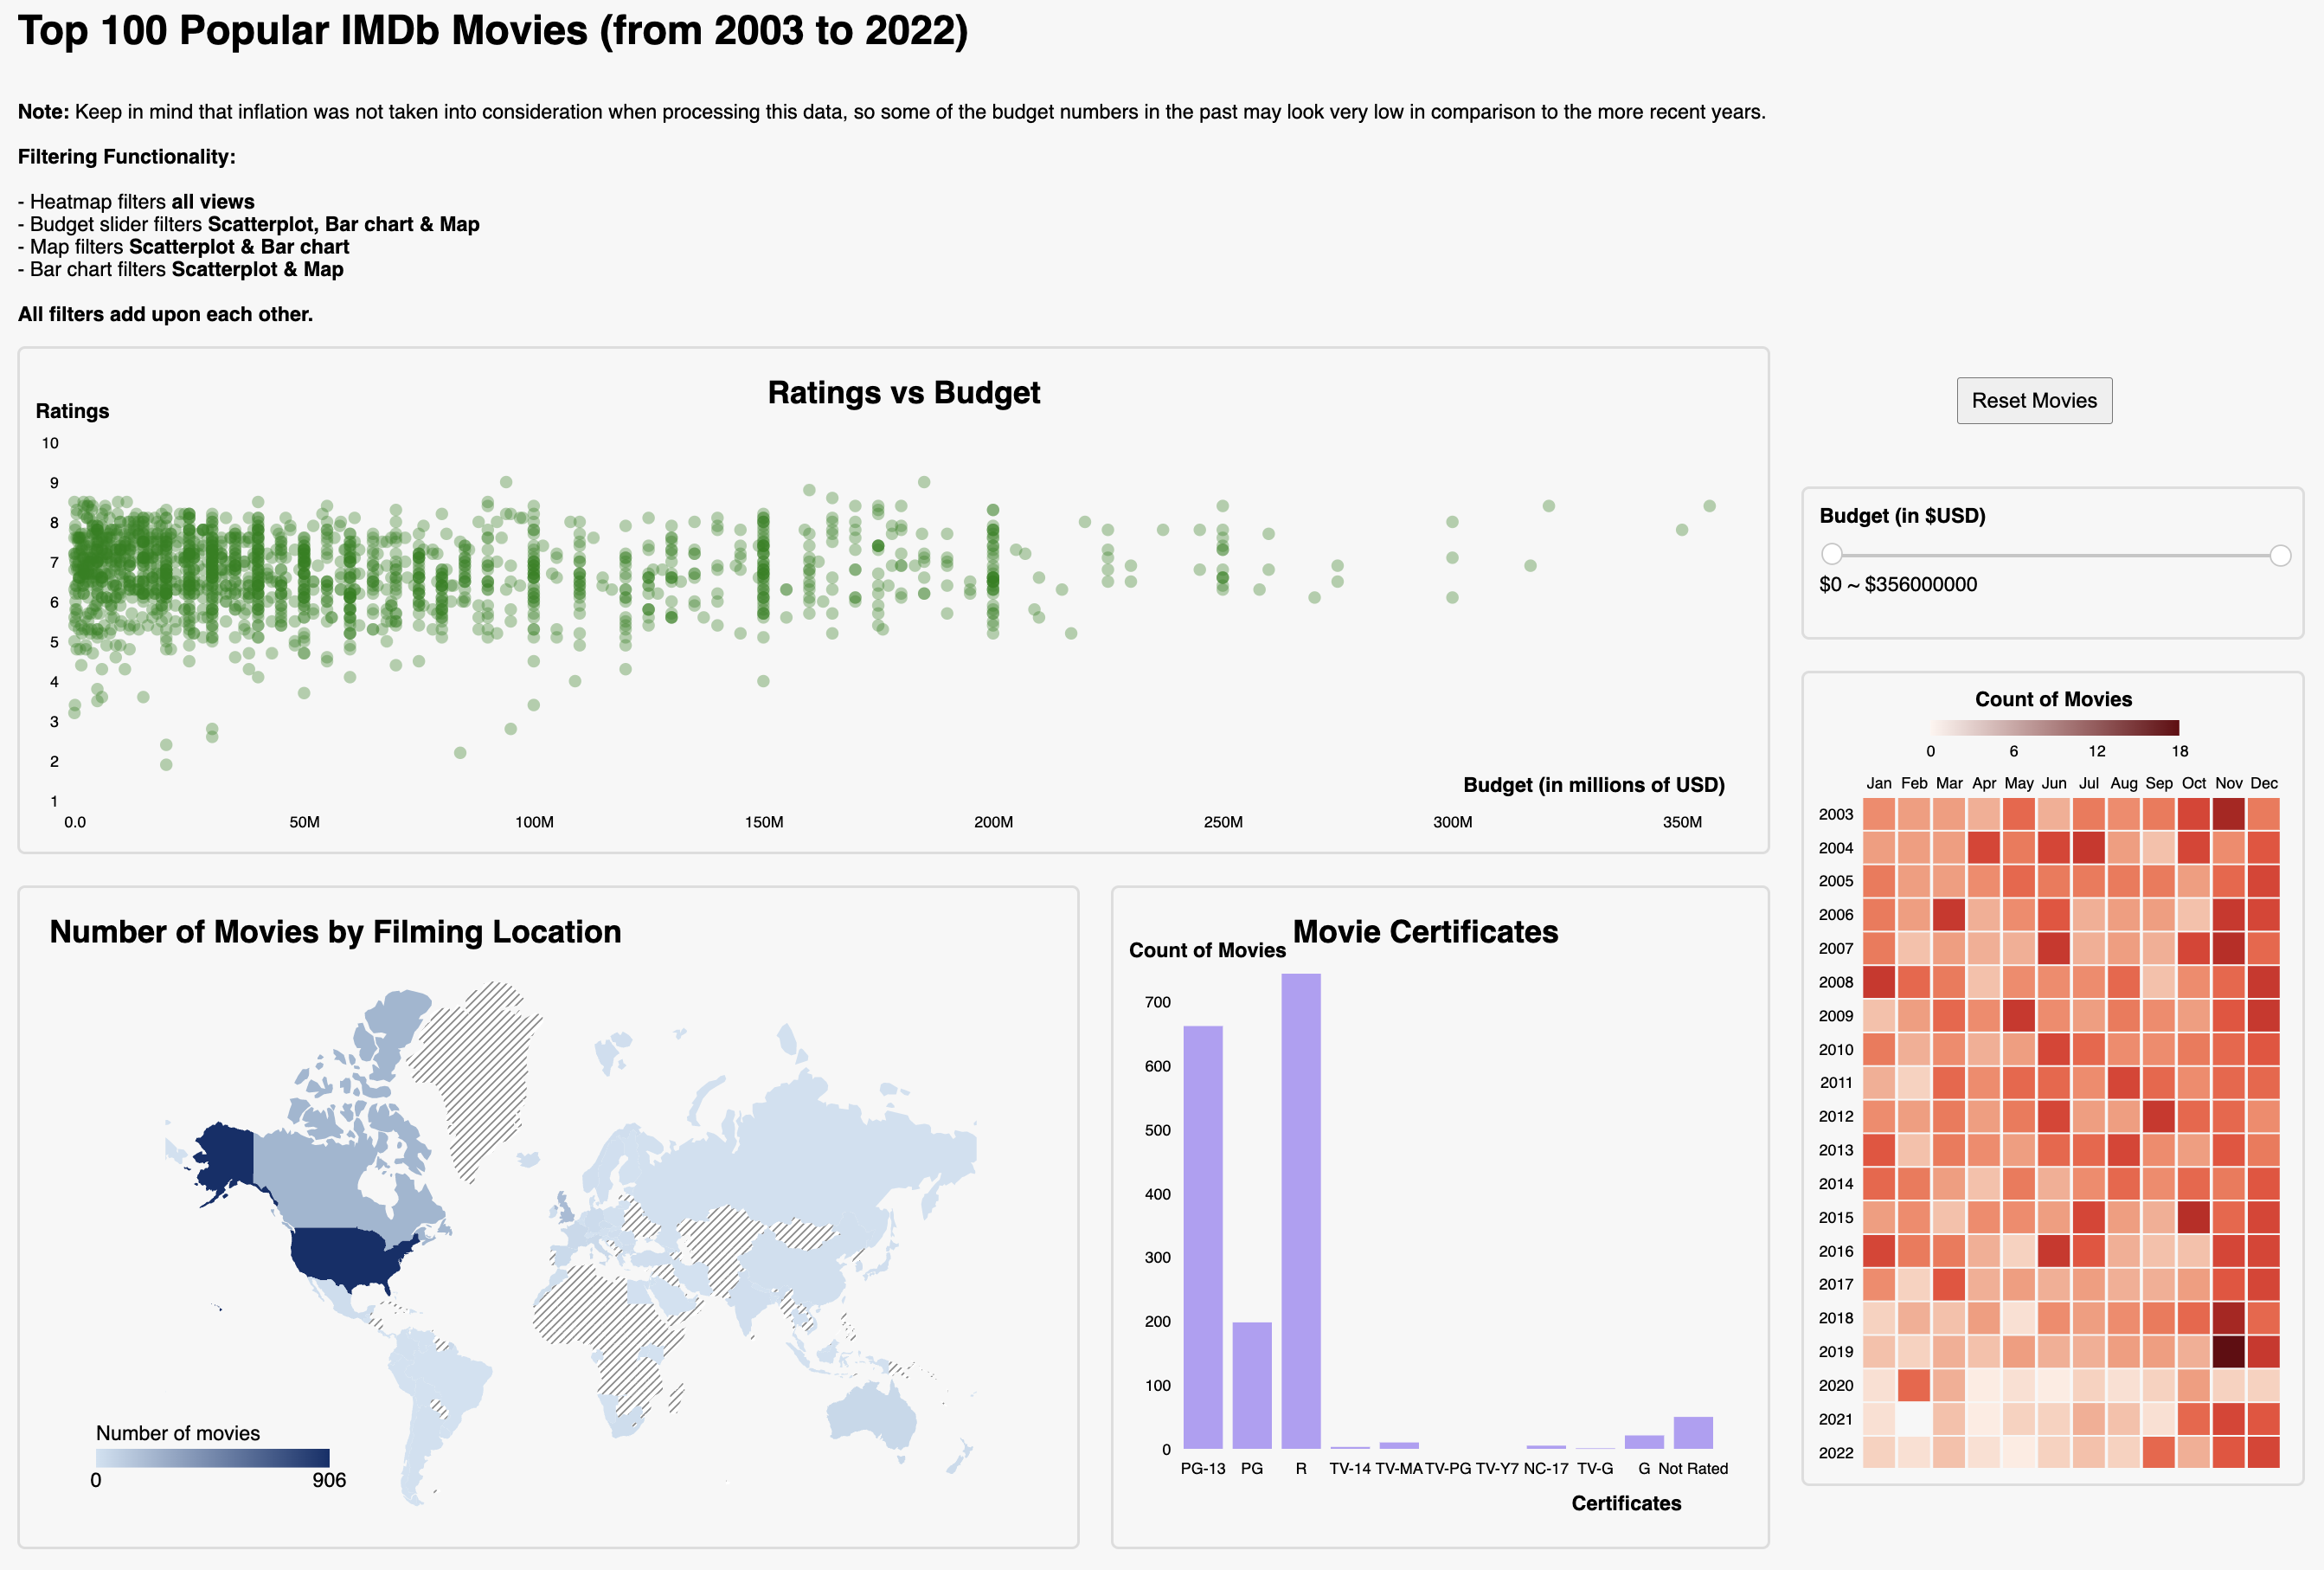 Top 100 Popular IMDb Movies (from 2003 to 2022)
Note: Keep in mind that inflation was not taken into consideration when processing this data, so some of the budget numbers in the past may look very low in comparison to the more recent years.
Filtering Functionality:
- Heatmap filters all views
- Budget slider filters Scatterplot, Bar chart & Map
- Map filters Scatterplot & Bar chart
- Bar chart filters Scatterplot & Map
All filters add upon each other.
Ratings vs Budget
Ratings
10
9
8
7
6
5
4
3
2
1
Budget (in millions of USD)
0.0 50M 100M 150M 200M 250M 300M 350M
Reset Movies
Budget (in $USD)
$0 ~ $356000000
Count of Movies
0 6 12 18
Jan Feb Mar Apr May Jun Jul Aug Sep Oct Nov Dec
2003
2004
2005
2006
2007
2008
2009
2010
2011
2012
2013
2014
2015
2016
2017
2018
2019
2020
2021
2022
Number of Movies by Filming Location
Number of movies
0 906
Movie Certificates
Count of Movies
700
600
500
400
300
200
100
0
PG-13 PG R TV-14 TV-MA TV-PG TV-Y7 NC-17 TV-G G Not Rated
Certificates